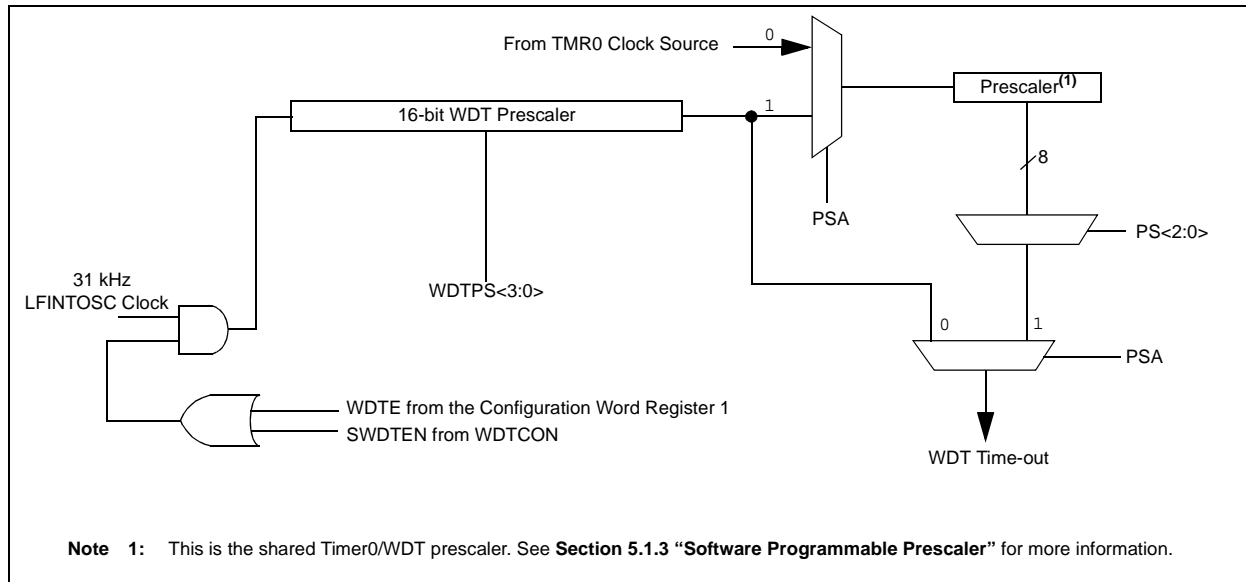 From TMR0 Clock Source
0
Prescaler(1)
16-bit WDT Prescaler
1
8
PSA
PS<2:0>
31 kHz
LFINTOSC Clock
WDTPS<3:0>
0
1
PSA
WDTE from the Configuration Word Register 1
SWDTEN from WDTCON
WDT Time-out
Note 1: This is the shared Timer0/WDT prescaler. See Section 5.1.3 “Software Programmable Prescaler” for more information.